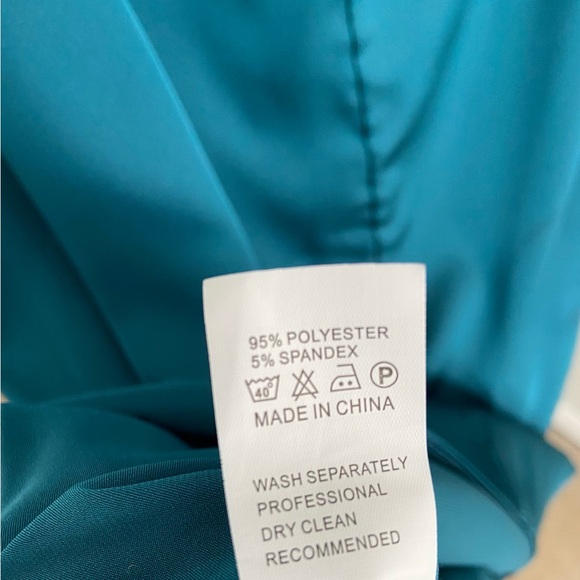 95% POLYESTER
5% SPANDEX
40° P
MADE IN CHINA
WASH SEPARATELY
PROFESSIONAL
DRY CLEAN
RECOMMENDED